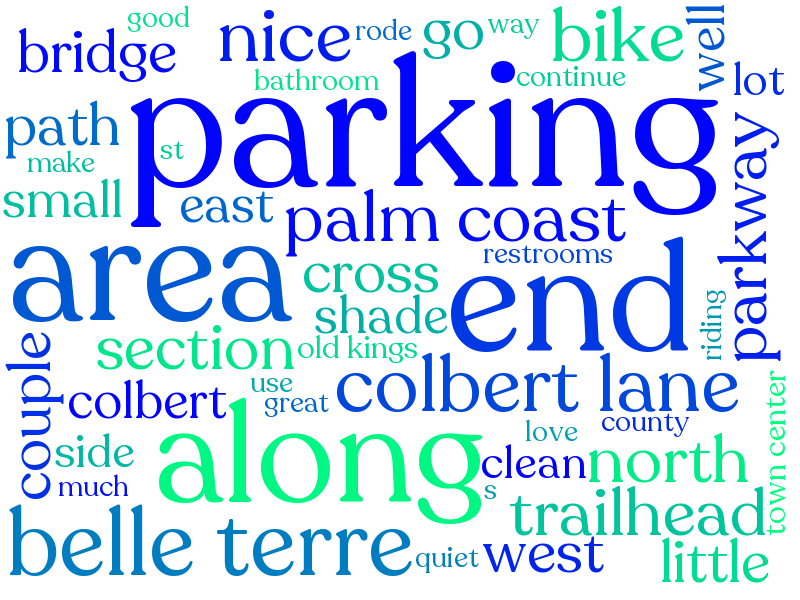 good
bridge
nice
rode
go
way
bike
well
lot
bathroom
continue
parking
path
make
st
small
east
palm coast
parkway
area
cross
restrooms
end
shade
riding
section
old kings
couple
colbert
use
great
colbert lane
town center
side
much
along
love
county
clean
north
s
trailhead
belle terre
quiet
west
little